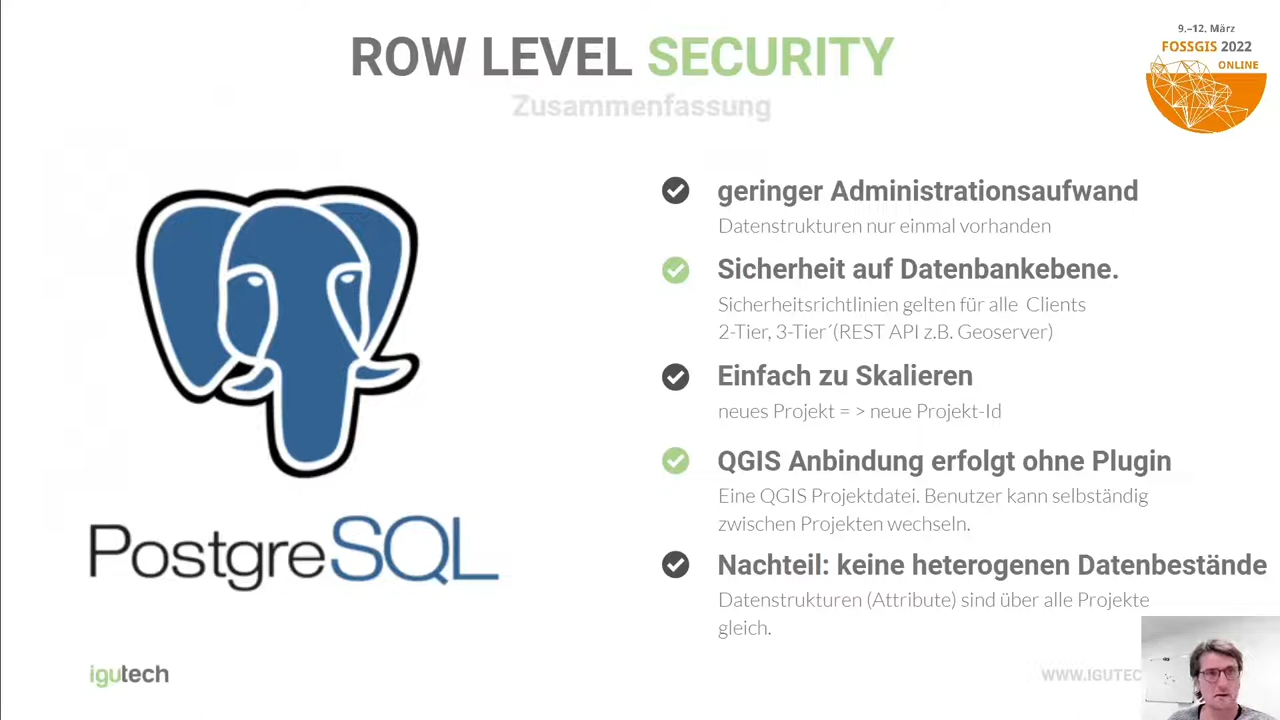 ROW LEVEL SECURITY
Zusammenfassung
9.–12. März
FOSSGIS 2022
ONLINE
geringer Administrationsaufwand
Datenstrukturen nur einmal vorhanden
Sicherheit auf Datenbankebene.
Sicherheitsrichtlinien gelten für alle Clients
2-Tier, 3-Tier´(REST API z.B. Geoserver)
Einfach zu Skalieren
neues Projekt = > neue Projekt-Id
QGIS Anbindung erfolgt ohne Plugin
Eine QGIS Projektdatei. Benutzer kann selbständig
zwischen Projekten wechseln.
Nachteil: keine heterogenen Datenbestände
Datenstrukturen (Attribute) sind über alle Projekte
gleich.
PostgreSQL
igutech
WWW.IGUTEC